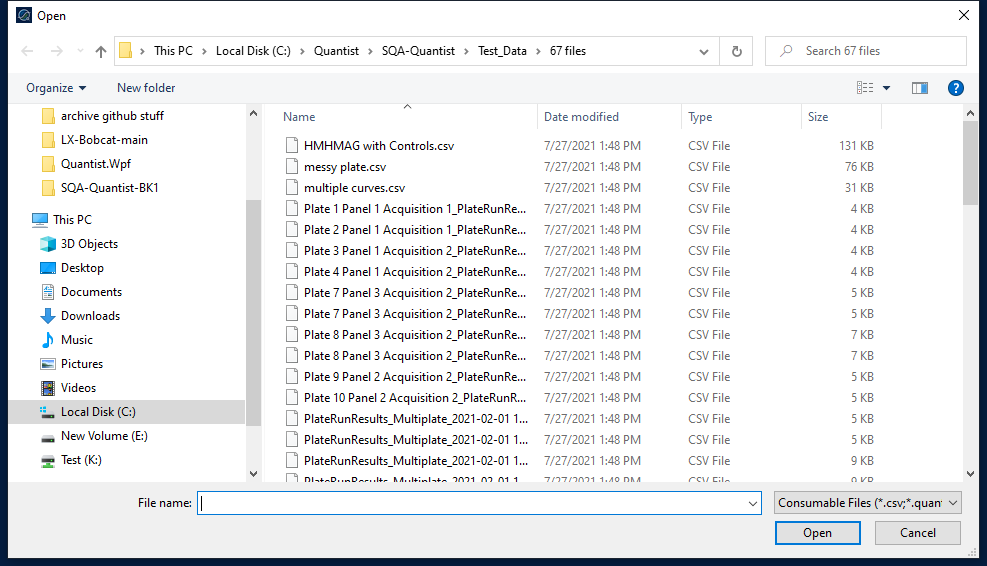 Open
This PC > Local Disk (C:) > Quantist > SQA-Quantist > Test_Data > 67 files
Search 67 files
Organize New folder
archive github stuff
LX-Bobcat-main
Quantist.Wpf
SQA-Quantist-BK1
This PC
3D Objects
Desktop
Documents
Downloads
Music
Pictures
Videos
Local Disk (C:)
New Volume (E:)
Test (K:)
Name Date modified Type Size
HMHMAG with Controls.csv 7/27/2021 1:48 PM CSV File 131 KB
messy plate.csv 7/27/2021 1:48 PM CSV File 76 KB
multiple curves.csv 7/27/2021 1:48 PM CSV File 31 KB
Plate 1 Panel 1 Acquisition 1_PlateRunRe... 7/27/2021 1:48 PM CSV File 4 KB
Plate 2 Panel 1 Acquisition 1_PlateRunRe... 7/27/2021 1:48 PM CSV File 4 KB
Plate 3 Panel 1 Acquisition 2_PlateRunRe... 7/27/2021 1:48 PM CSV File 4 KB
Plate 4 Panel 1 Acquisition 2_PlateRunRe... 7/27/2021 1:48 PM CSV File 4 KB
Plate 7 Panel 3 Acquisition 2_PlateRunRe... 7/27/2021 1:48 PM CSV File 5 KB
Plate 7 Panel 3 Acquisition 2_PlateRunRe... 7/27/2021 1:48 PM CSV File 5 KB
Plate 8 Panel 3 Acquisition 2_PlateRunRe... 7/27/2021 1:48 PM CSV File 7 KB
Plate 8 Panel 3 Acquisition 2_PlateRunRe... 7/27/2021 1:48 PM CSV File 7 KB
Plate 9 Panel 2 Acquisition 2_PlateRunRe... 7/27/2021 1:48 PM CSV File 5 KB
Plate 10 Panel 2 Acquisition 2_PlateRunR... 7/27/2021 1:48 PM CSV File 5 KB
PlateRunResults_Multiplate_2021-02-01 1... 7/27/2021 1:48 PM CSV File 5 KB
PlateRunResults_Multiplate_2021-02-01 1... 7/27/2021 1:48 PM CSV File 5 KB
PlateRunResults_Multiplate_2021-02-01 1... 7/27/2021 1:48 PM CSV File 9 KB
PlateRunResults_Multiplate_2021-02-01 1... 7/27/2021 1:48 PM CSV File 9 KB
File name: Consumable Files (*.csv;*.quant
Open Cancel